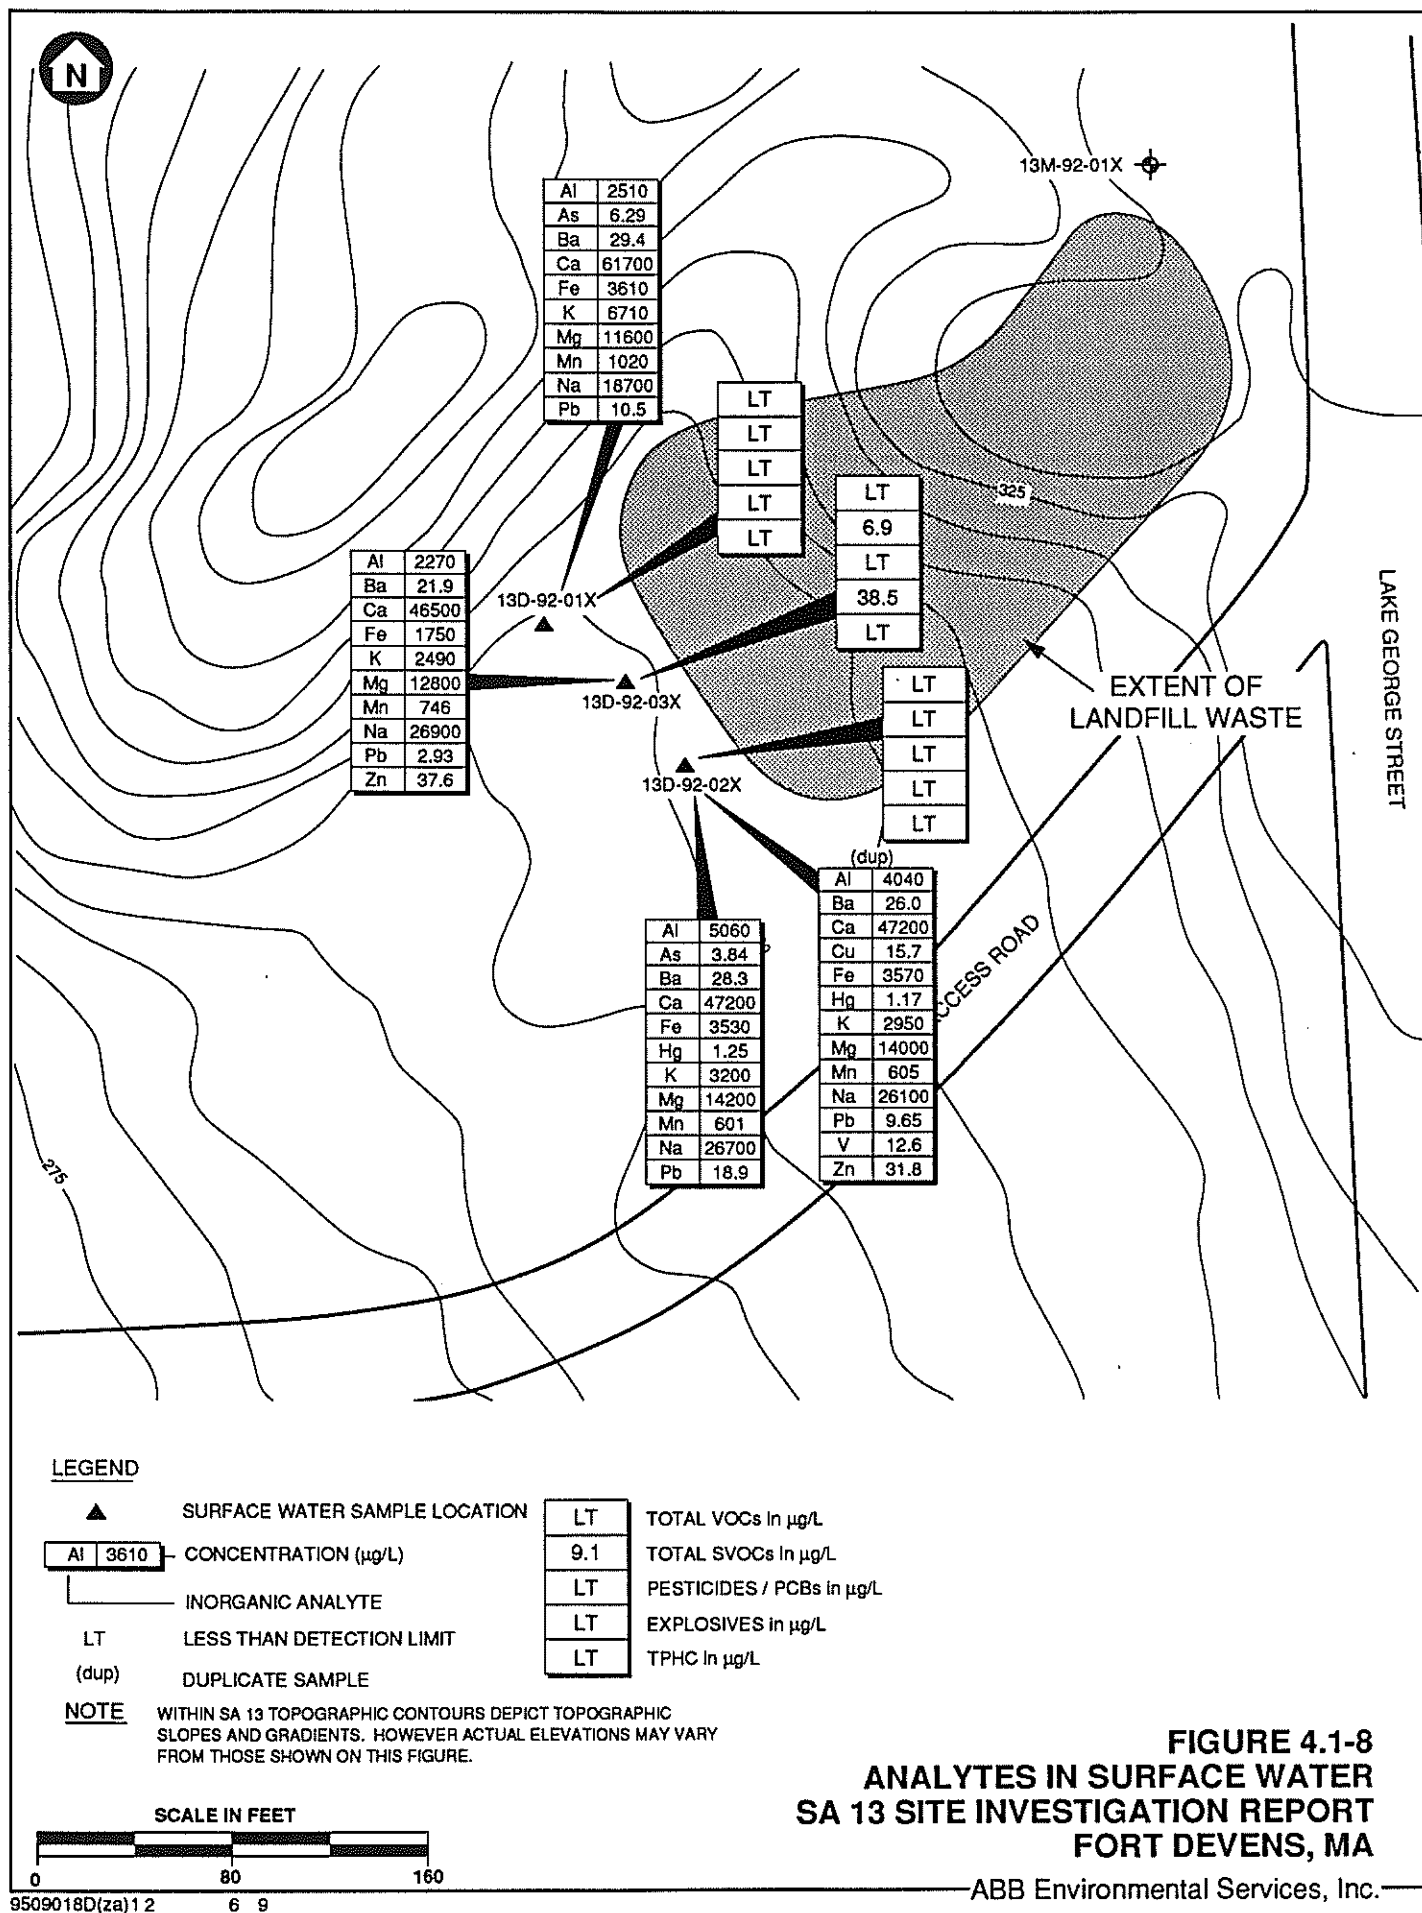 N
13M-92-01X
Al 2510
As 6.29
Ba 29.4
Ca 61700
Fe 3610
K 6710
Mg 11600
Mn 1020
Na 18700
Pb 10.5
LT
LT
LT
LT
LT
LT
6.9
LT
38.5
LT
325
Al 2270
Ba 21.9
Ca 46500
Fe 1750
K 2490
Mg 12800
Mn 746
Na 26900
Pb 2.93
Zn 37.6
13D-92-01X
13D-92-03X
13D-92-02X
LT
LT
LT
LT
LT
EXTENT OF
LANDFILL WASTE
LAKE GEORGE STREET
(dup)
Al 4040
Ba 26.0
Ca 47200
Cu 15.7
Fe 3570
Hg 1.17
K 2950
Mg 14000
Mn 605
Na 26100
Pb 9.65
V 12.6
Zn 31.8
Al 5060
As 3.84
Ba 28.3
Ca 47200
Fe 3530
Hg 1.25
K 3200
Mg 14200
Mn 601
Na 26700
Pb 18.9
CCESS ROAD
275
LEGEND
SURFACE WATER SAMPLE LOCATION
Al 3610 CONCENTRATION (µg/L)
INORGANIC ANALYTE
LT LESS THAN DETECTION LIMIT
(dup) DUPLICATE SAMPLE
LT TOTAL VOCs in µg/L
9.1 TOTAL SVOCs in µg/L
LT PESTICIDES / PCBs in µg/L
LT EXPLOSIVES in µg/L
LT TPHC in µg/L
NOTE WITHIN SA 13 TOPOGRAPHIC CONTOURS DEPICT TOPOGRAPHIC
SLOPES AND GRADIENTS. HOWEVER ACTUAL ELEVATIONS MAY VARY
FROM THOSE SHOWN ON THIS FIGURE.
SCALE IN FEET
0 80 160
9509018D(za)12 6 9
FIGURE 4.1-8
ANALYTES IN SURFACE WATER
SA 13 SITE INVESTIGATION REPORT
FORT DEVENS, MA
ABB Environmental Services, Inc.